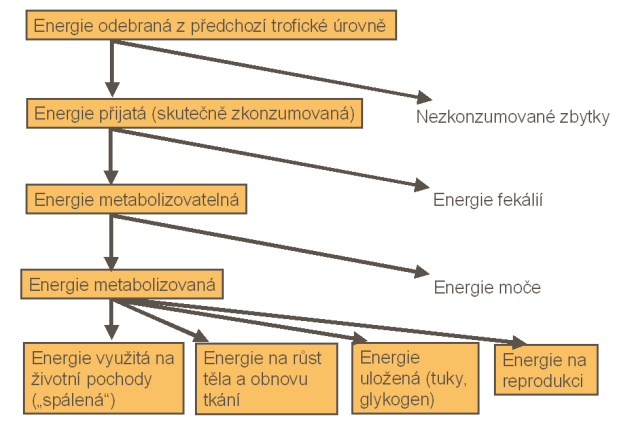 Energie odebraná z předchozí trofické úrovně
Energie přijatá (skutečně zkonzumovaná)
Nezkonzumované zbytky
Energie metabolizovatelná
Energie fekálií
Energie metabolizovaná
Energie moče
Energie využitá na
životní pochody
(„spálená“)
Energie na růst
těla a obnovu
tkání
Energie
uložená (tuky,
glykogen)
Energie na
reprodukci